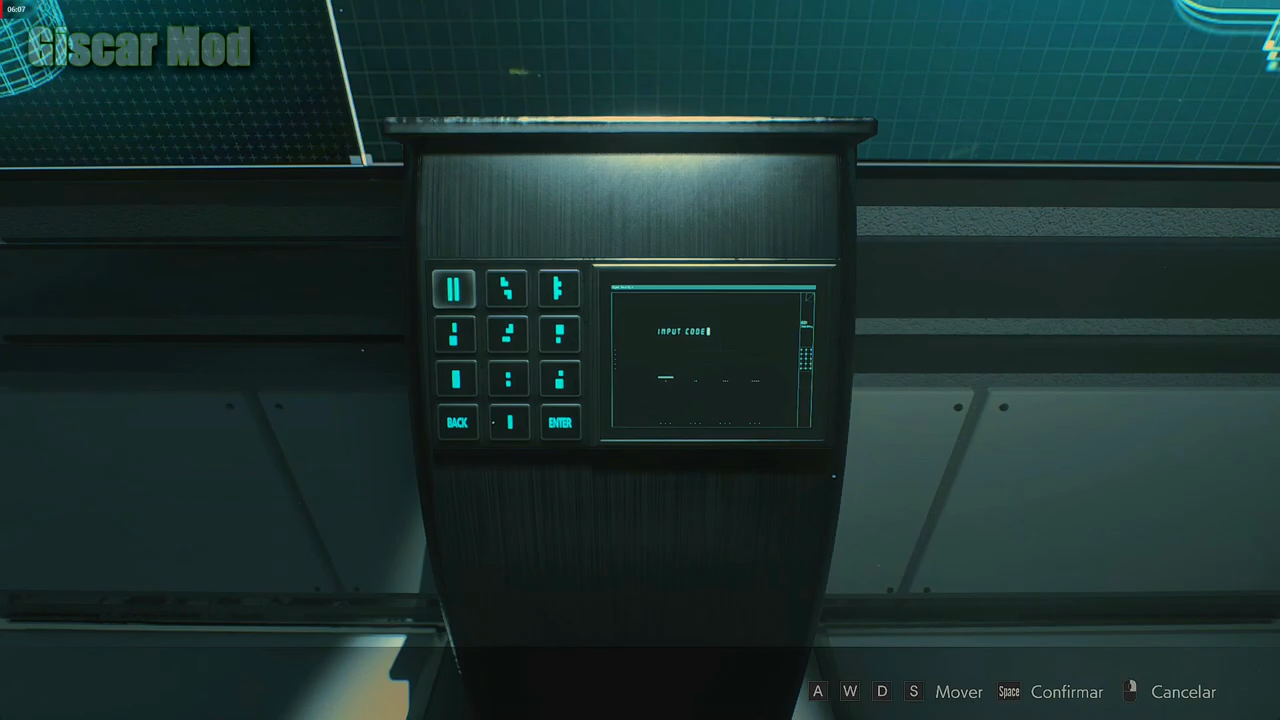 06:07
Giscar Mod
INPUT CODE
BACK
ENTER
A W D S Mover Space Confirmar Cancelar